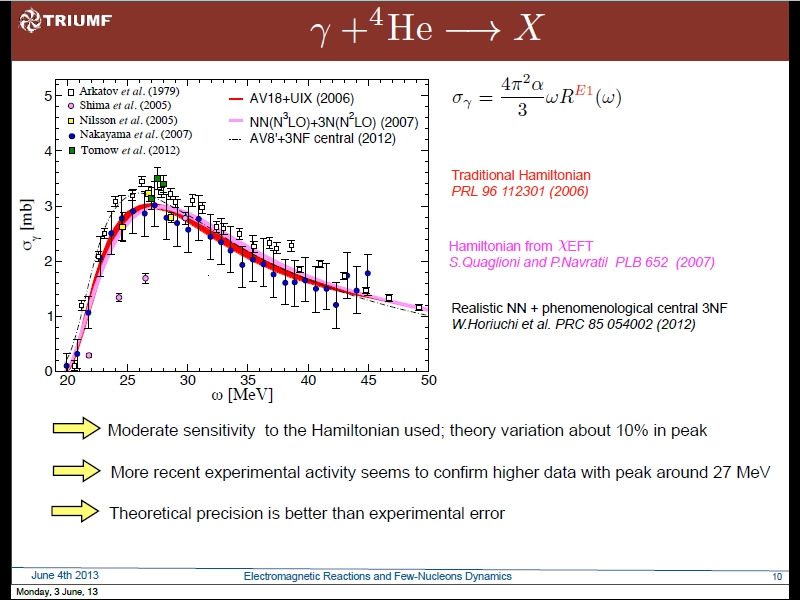 TRIUMF
γ + ⁴He ⟶ X
Arkatov et al. (1979)
Shima et al. (2005)
Nilsson et al. (2005)
Nakayama et al. (2007)
Tornow et al. (2012)
AV18+UIX (2006)
NN(N³LO)+3N(N²LO) (2007)
AV8'+3NF central (2012)
5
4
3
2
1
0
σγ [mb]
20 25 30 35 40 45 50
ω [MeV]
σγ = 4π²α/3 ωR^E1(ω)
Traditional Hamiltonian
PRL 96 112301 (2006)
Hamiltonian from χEFT
S.Quaglioni and P.Navratil PLB 652 (2007)
Realistic NN + phenomenological central 3NF
W.Horiuchi et al. PRC 85 054002 (2012)
Moderate sensitivity to the Hamiltonian used; theory variation about 10% in peak
More recent experimental activity seems to confirm higher data with peak around 27 MeV
Theoretical precision is better than experimental error
June 4th 2013
Electromagnetic Reactions and Few-Nucleons Dynamics
10
Monday, 3 June, 13